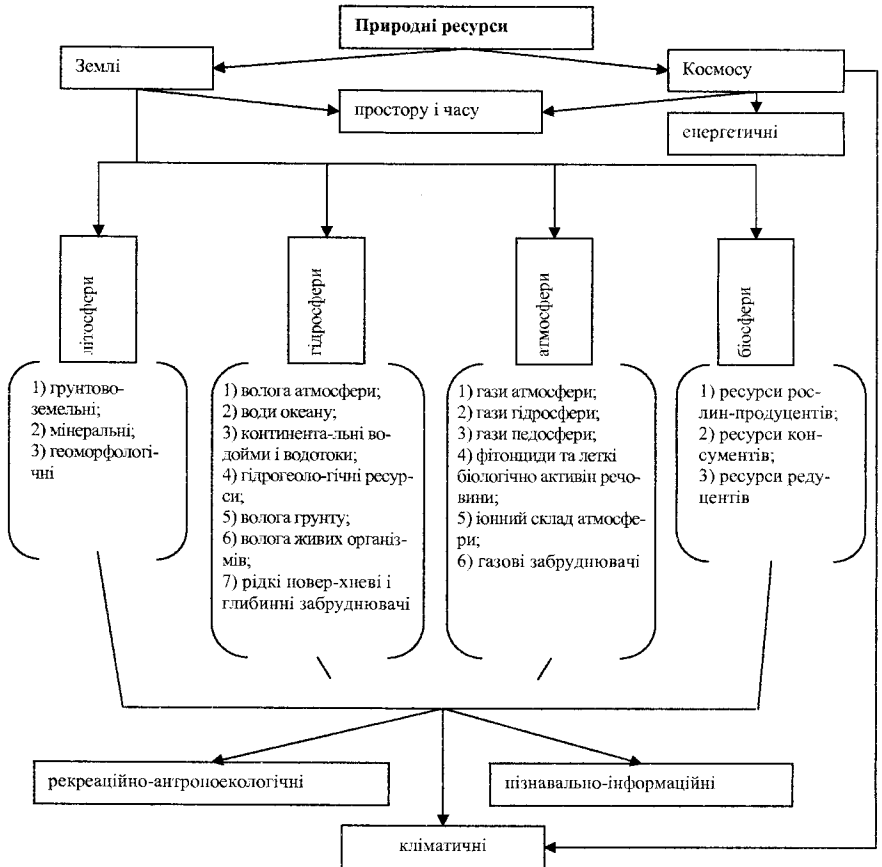 Природні ресурси
Землі
Космосу
простору і часу
енергетичні
літосфери
гідросфери
атмосфери
біосфери
1) грунтово-
земельні;
2) мінеральні;
3) геоморфологі-
чні
1) волога атмосфери;
2) води океану;
3) континента-льні во-
дойми і водотоки;
4) гідрогеоло-гічні ресур-
си;
5) волога грунту;
6) волога живих організ-
мів;
7) рідкі повер-хневі і
глибинні забруднювачі
1) гази атмосфери;
2) гази гідросфери;
3) гази педосфери;
4) фітонциди та леткі
біологічно активін речо-
вини;
5) іонний склад атмосфе-
ри;
6) газові забруднювачі
1) ресурси рос-
лин-продуцентів;
2) ресурси кон-
сументів;
3) ресурси реду-
центів
рекреаційно-антропоекологічні
пізнавально-інформаційні
кліматичні